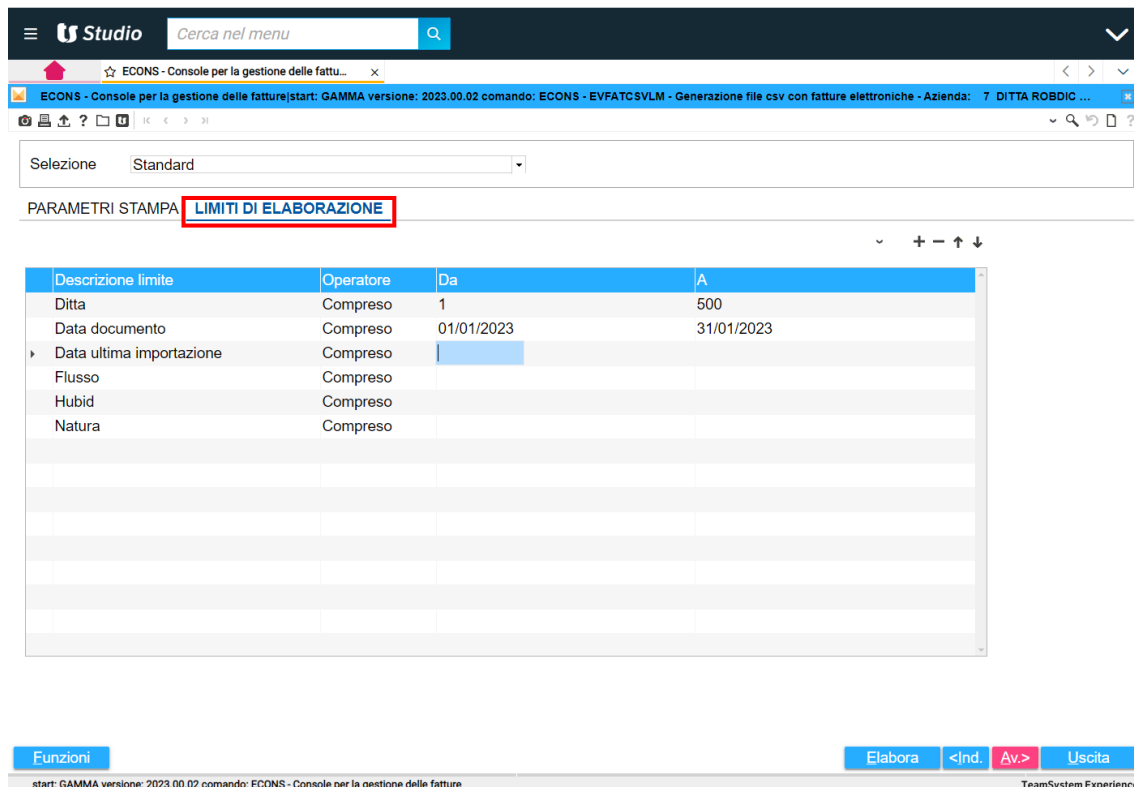 Studio Cerca nel menu
ECONS - Console per la gestione delle fattu...
ECONS - Console per la gestione delle fatture|start: GAMMA versione: 2023.00.02 comando: ECONS - EVFATCSVLM - Generazione file csv con fatture elettroniche - Azienda: 7 DITTA ROBDIC ...
Selezione Standard
PARAMETRI STAMPA LIMITI DI ELABORAZIONE
Descrizione limite Operatore Da A
Ditta Compreso 1 500
Data documento Compreso 01/01/2023 31/01/2023
Data ultima importazione Compreso
Flusso Compreso
Hubid Compreso
Natura Compreso
Funzioni Elabora <Ind. Av.> Uscita
start: GAMMA versione: 2023.00.02 comando: ECONS - Console per la gestione delle fatture TeamSystem Experience